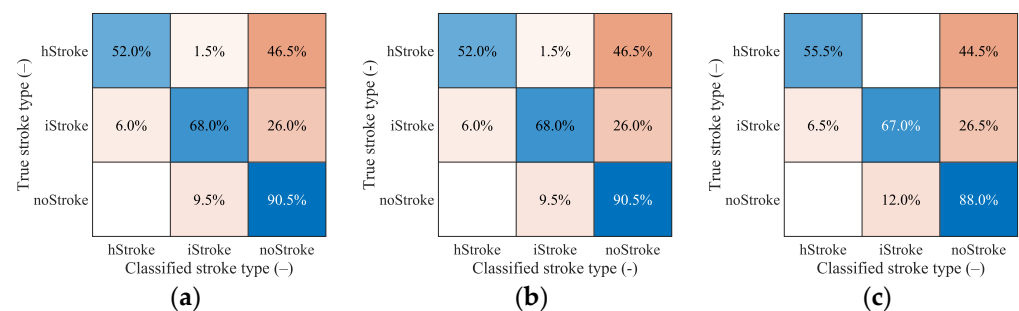 True stroke type (–)
hStroke 52.0% 1.5% 46.5%
iStroke 6.0% 68.0% 26.0%
noStroke 9.5% 90.5%
hStroke iStroke noStroke
Classified stroke type (–)
(a)
True stroke type (-)
hStroke 52.0% 1.5% 46.5%
iStroke 6.0% 68.0% 26.0%
noStroke 9.5% 90.5%
hStroke iStroke noStroke
Classified stroke type (-)
(b)
True stroke type (–)
hStroke 55.5% 44.5%
iStroke 6.5% 67.0% 26.5%
noStroke 12.0% 88.0%
hStroke iStroke noStroke
Classified stroke type (–)
(c)